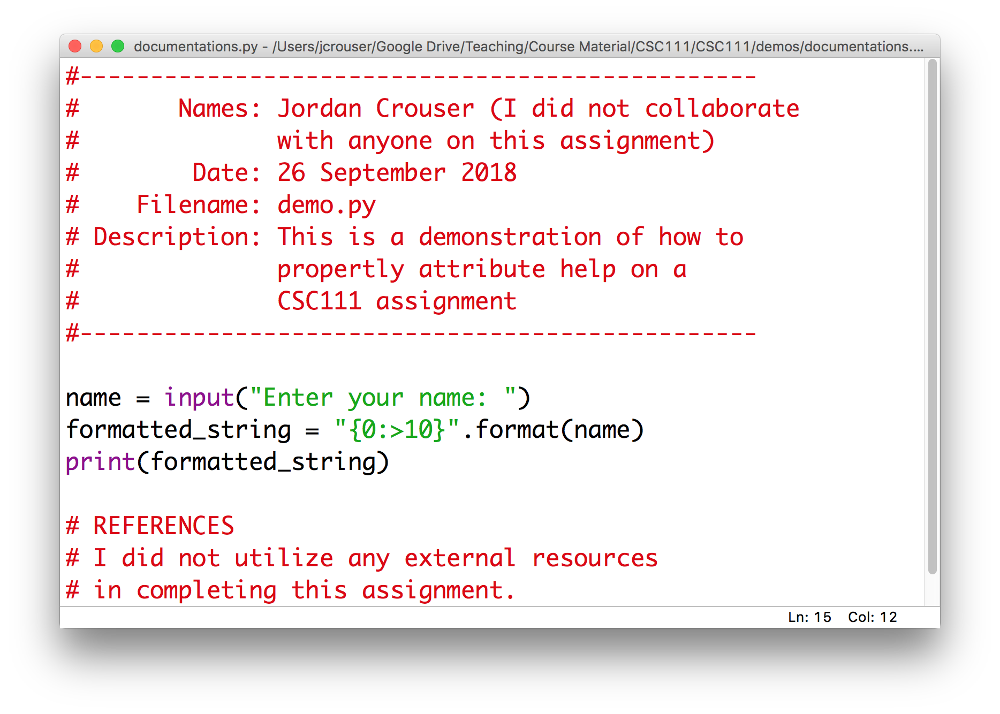 documentations.py - /Users/jcrouser/Google Drive/Teaching/Course Material/CSC111/CSC111/demos/documentations....
#------------------------------------------------
#       Names: Jordan Crouser (I did not collaborate
#              with anyone on this assignment)
#        Date: 26 September 2018
#    Filename: demo.py
# Description: This is a demonstration of how to
#              propertly attribute help on a
#              CSC111 assignment
#------------------------------------------------
name = input("Enter your name: ")
formatted_string = "{0:>10}".format(name)
print(formatted_string)
# REFERENCES
# I did not utilize any external resources
# in completing this assignment.
Ln: 15 Col: 12